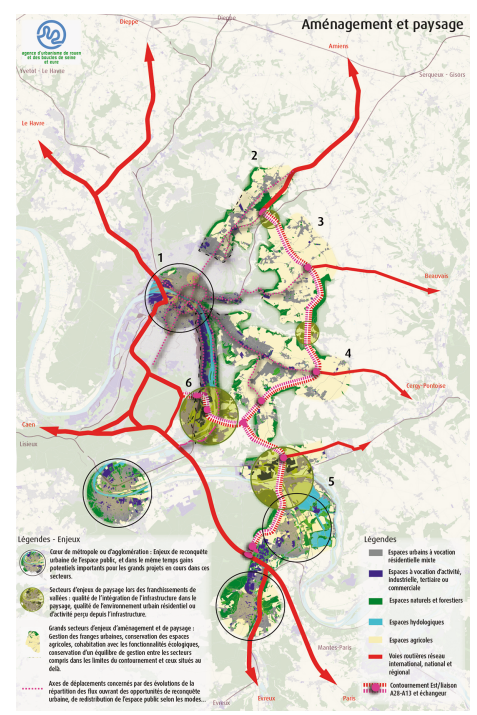 Aménagement et paysage
agence d'urbanisme de rouen
et des boucles de seine
et eure
Dieppe
Dieppe
Amiens
Yvetot - Le Havre
Serqueux - Gisors
Le Havre
2
3
1
Beauvais
4
6
Cergy-Pontoise
Caen
Lisieux
5
Mantes-Paris
Evreux
Evreux
Paris
Légendes - Enjeux
Cœur de métropole ou d'agglomération : Enjeux de reconquête
urbaine de l'espace public, et dans le même temps gains
potentiels importants pour les grands projets en cours dans ces
secteurs.
Secteurs d'enjeu de paysage lors des franchissements de
vallées : qualité de l'intégration de l'infrastructure dans le
paysage, qualité de l'environnement urbain résidentiel ou
d'activité perçu depuis l'infrastructure.
Grands secteurs d'enjeu d'aménagement et de paysage :
Gestion des franges urbaines, conservation des espaces
agricoles, cohabitation avec les fonctionnalités écologiques,
conservation d'un équilibre de gestion entre les secteurs
compris dans les limites du contournement et ceux situés au
delà.
Axes de déplacements concernés par des évolutions de la
répartition des flux ouvrant des opportunités de reconquête
urbaine, de redistribution de l'espace public selon les modes...
Légendes
Espaces urbains à vocation
résidentielle mixte
Espaces à vocation d'activité,
industrielle, tertiaire ou
commerciale
Espaces naturels et forestiers
Espaces hydologiques
Espaces agricoles
Voies routières réseau
international, national et
régional
Contournement Est/liaison
A28-A13 et échangeur